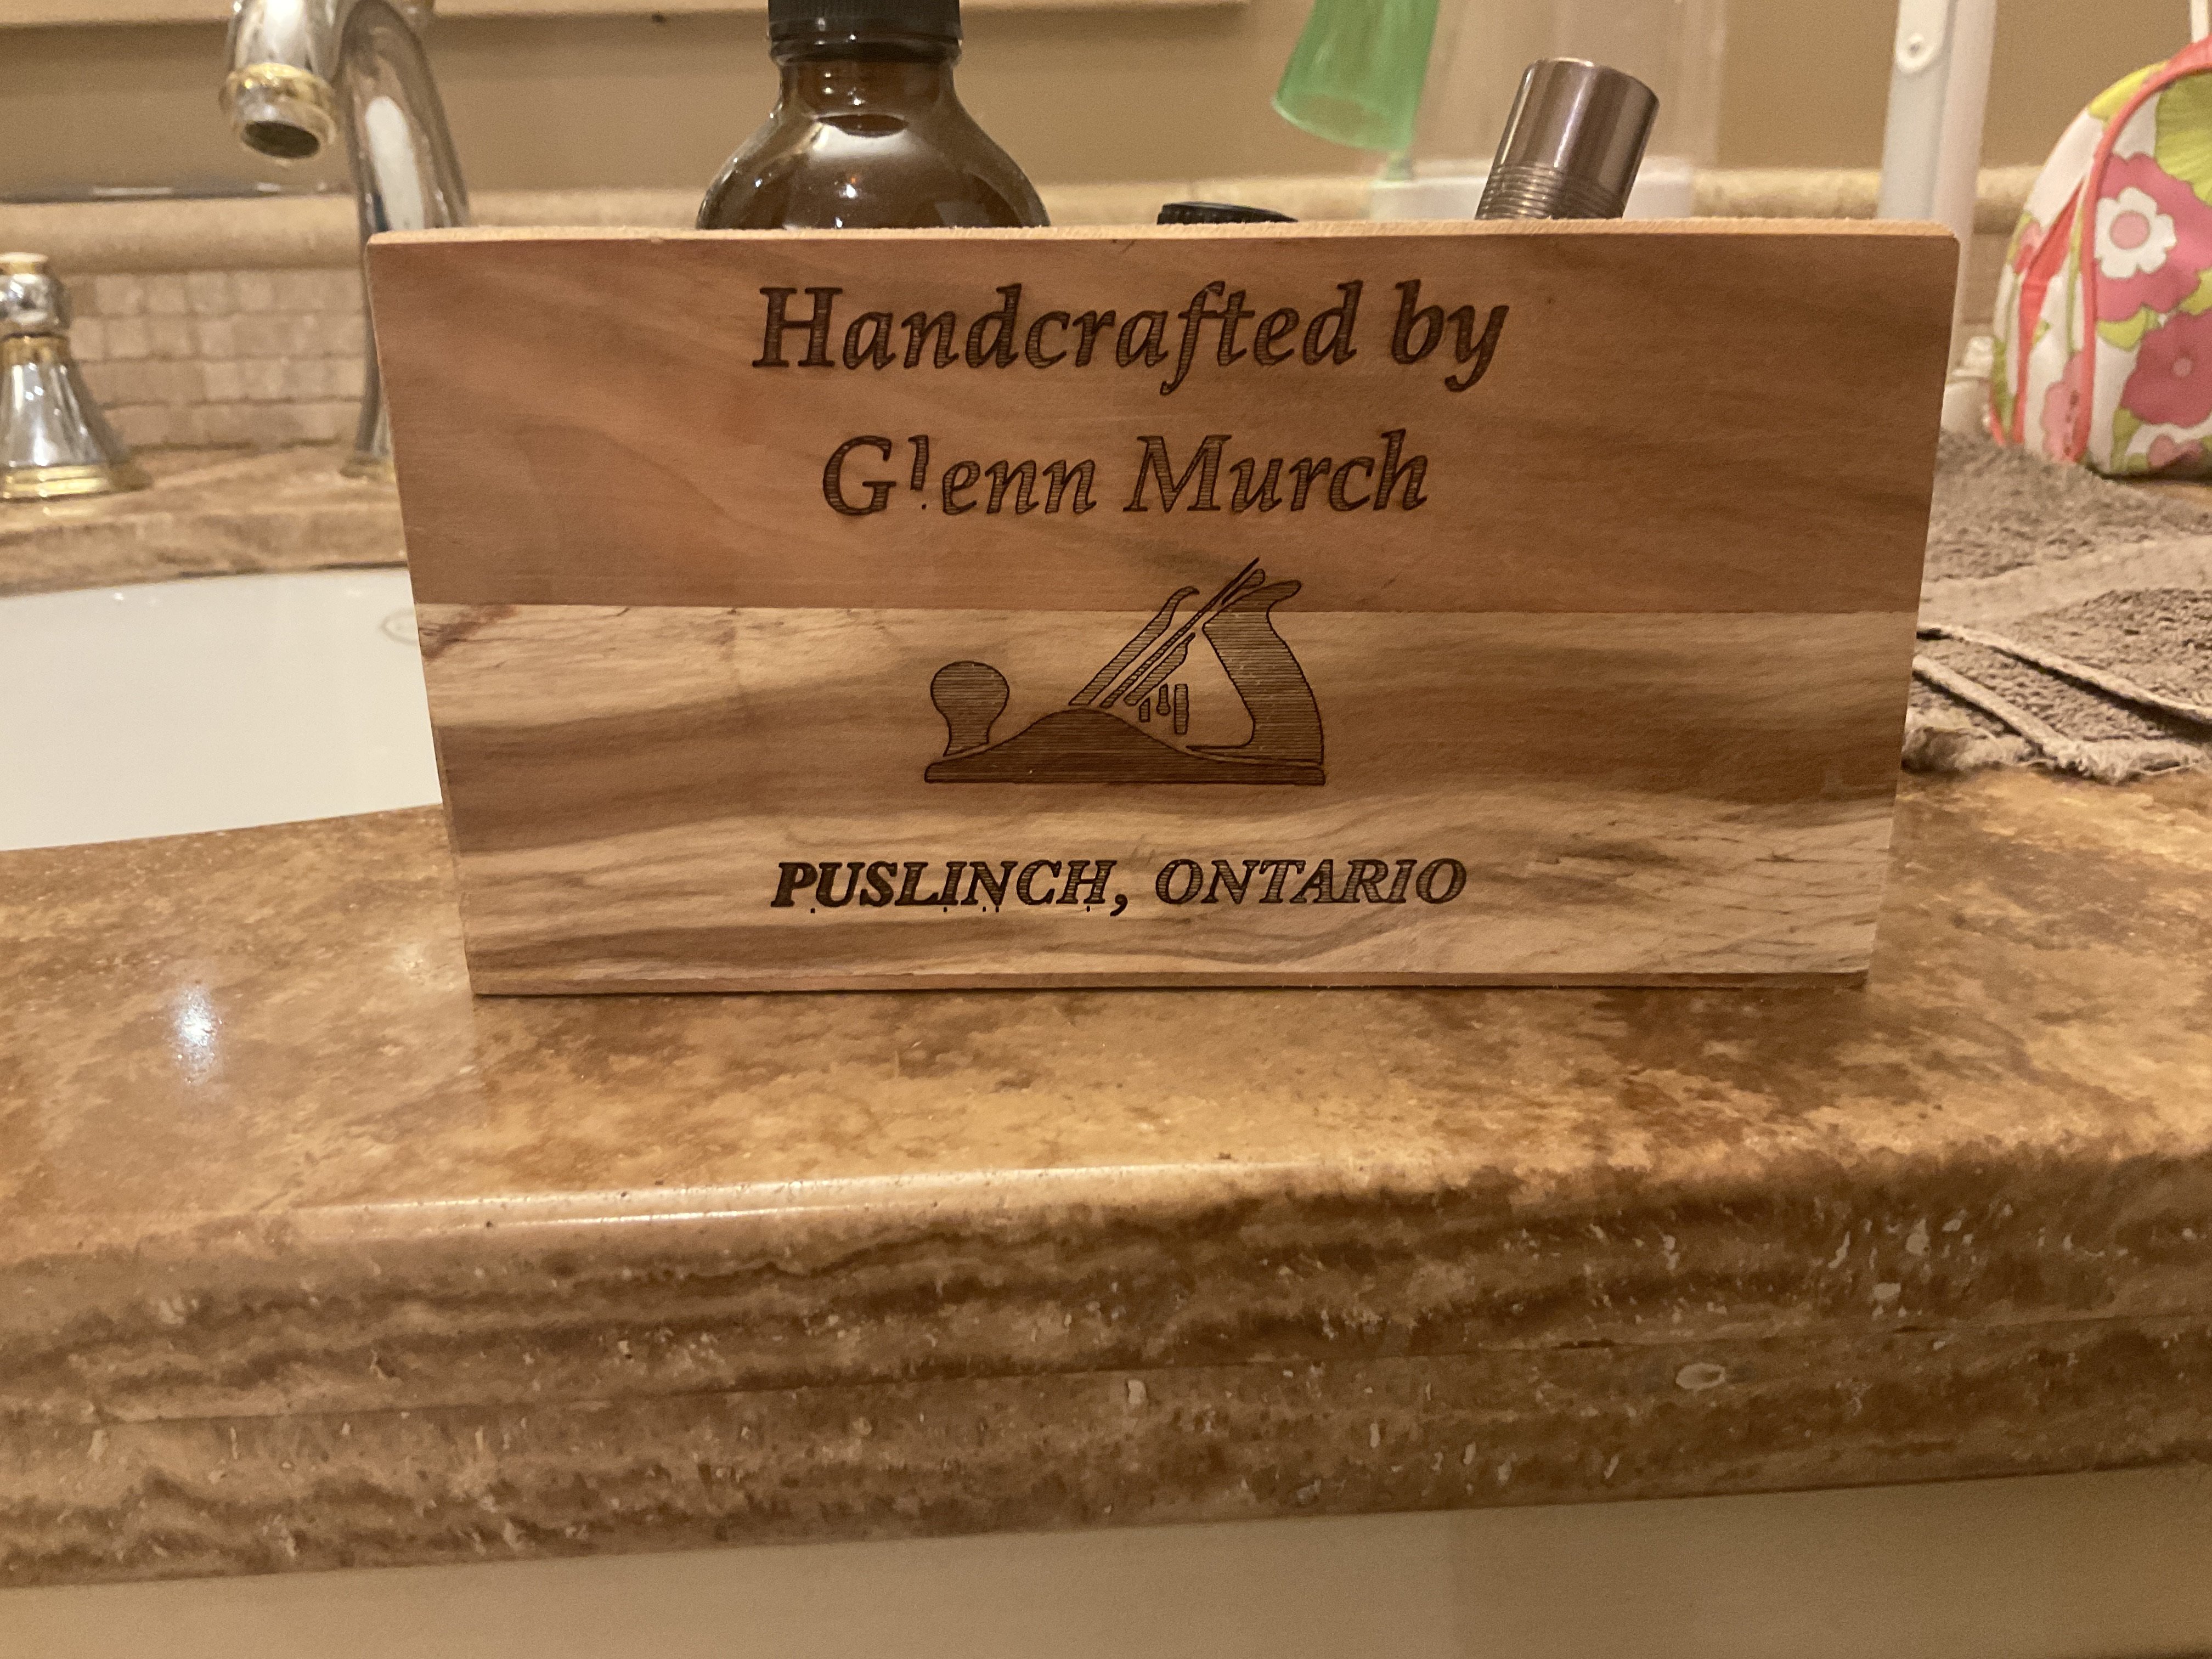 Handcrafted by
Glenn Murch
PUSLINCH, ONTARIO